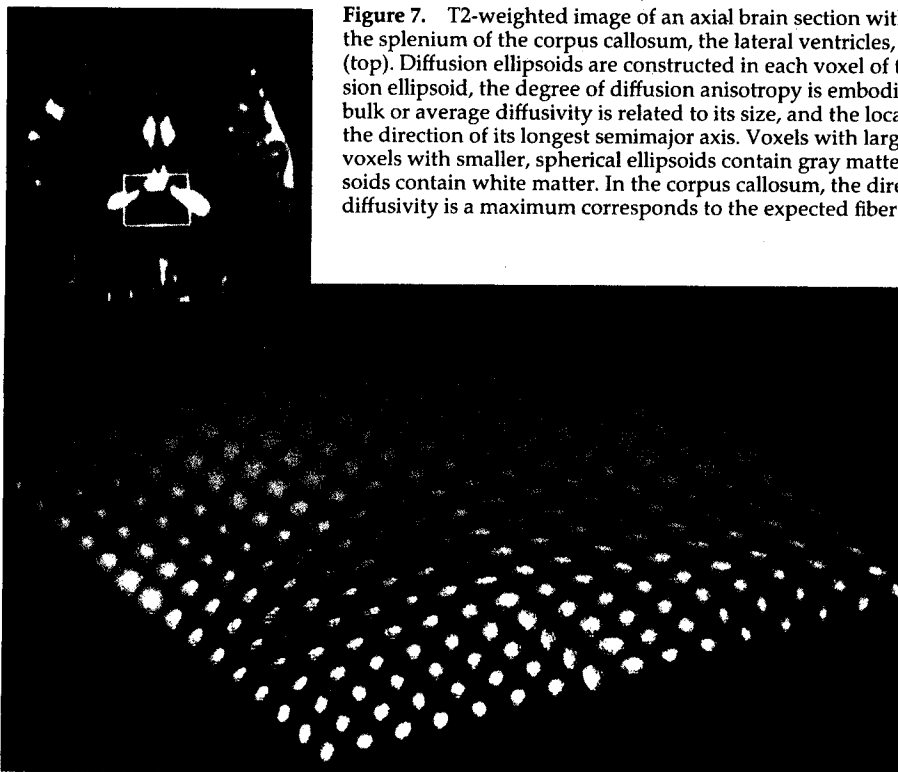 Figure 7. T2-weighted image of an axial brain section wit
the splenium of the corpus callosum, the lateral ventricles,
(top). Diffusion ellipsoids are constructed in each voxel of t
sion ellipsoid, the degree of diffusion anisotropy is embodi
bulk or average diffusivity is related to its size, and the loca
the direction of its longest semimajor axis. Voxels with larg
voxels with smaller, spherical ellipsoids contain gray matte
soids contain white matter. In the corpus callosum, the dire
diffusivity is a maximum corresponds to the expected fiber